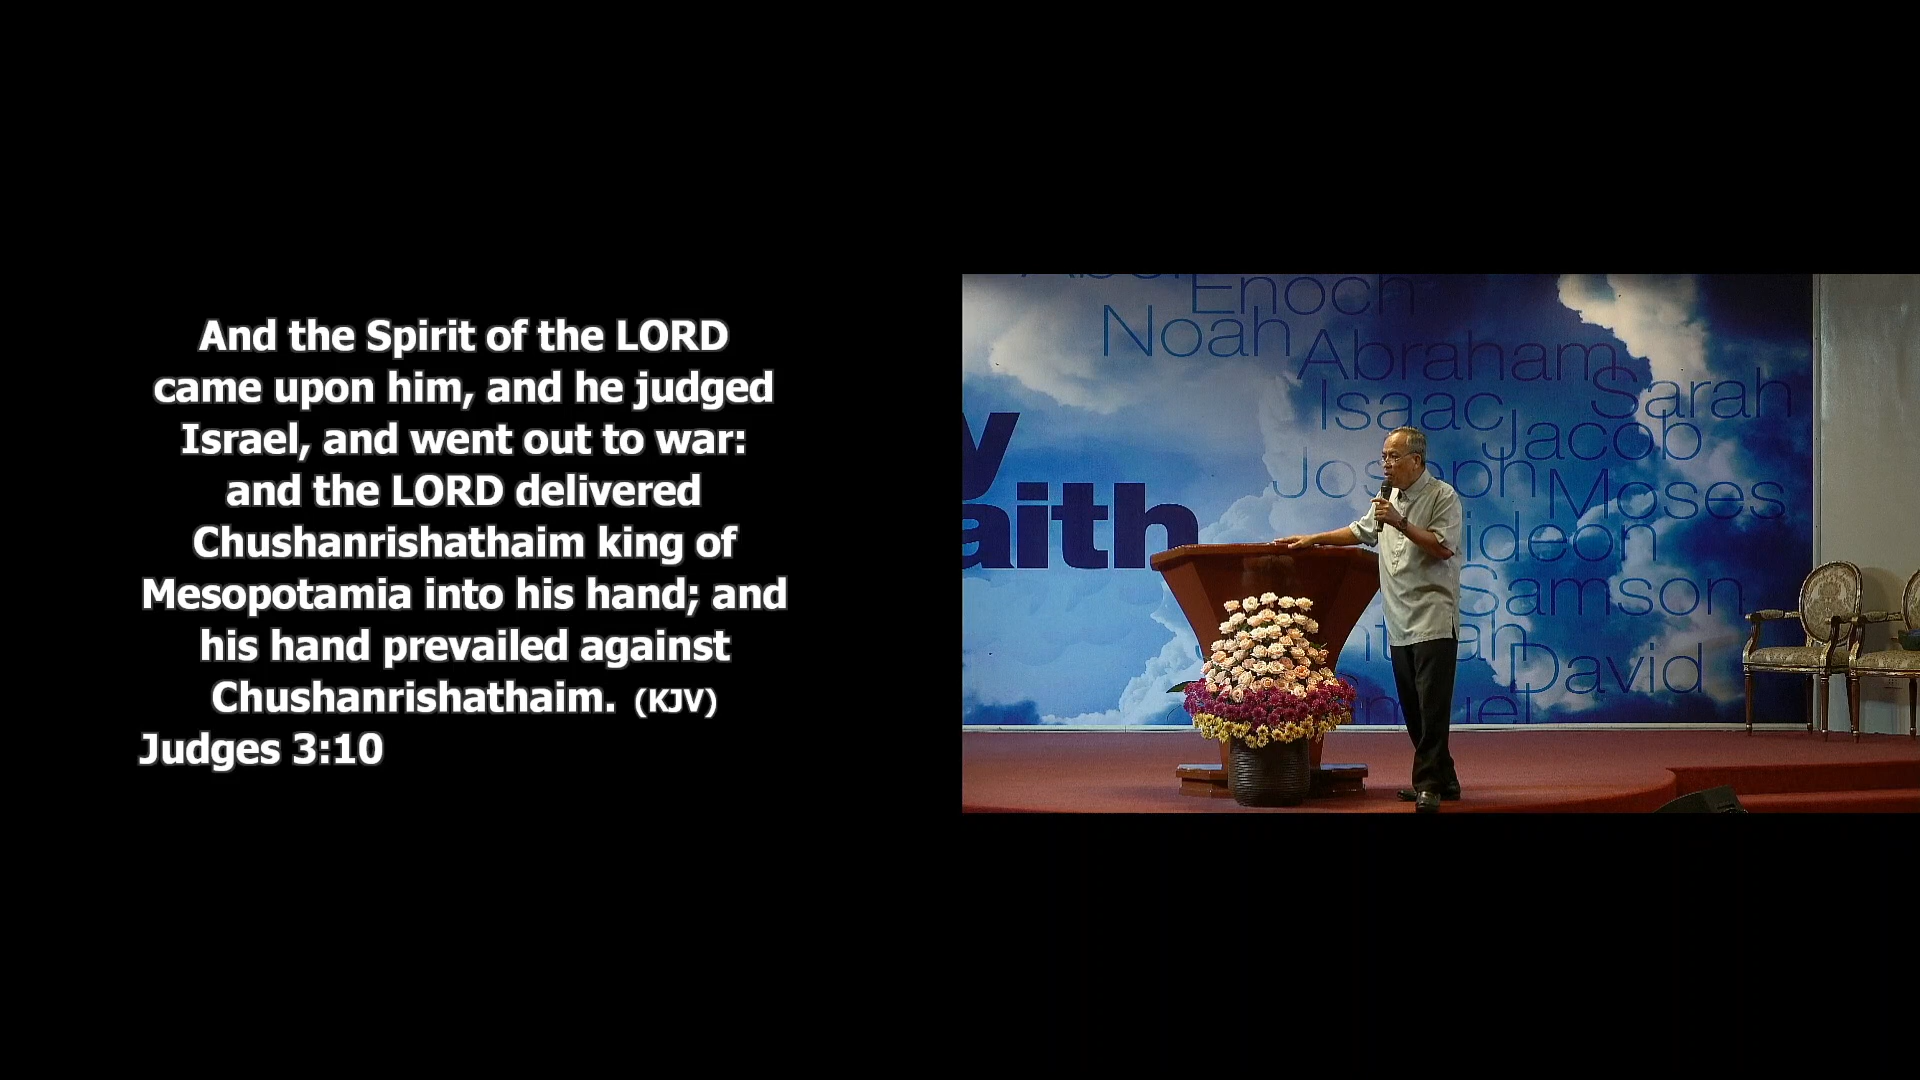 And the Spirit of the LORD
came upon him, and he judged
Israel, and went out to war:
and the LORD delivered
Chushanrishathaim king of
Mesopotamia into his hand; and
his hand prevailed against
Chushanrishathaim. (KJV)
Judges 3:10
Enoch
Noah
Abraham
Sarah
Isaac
Jacob
Joseph
Moses
ideon
Samson
David
y
aith